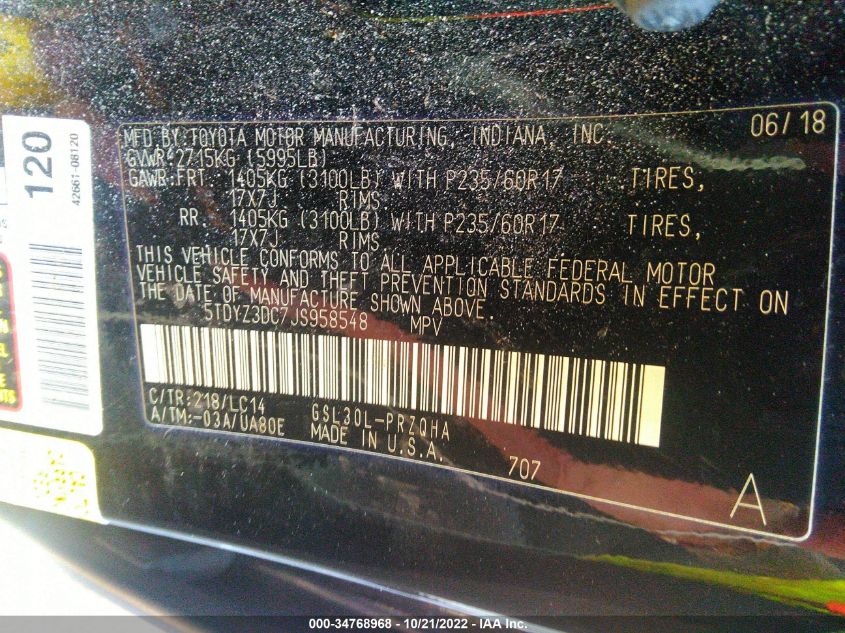 120
42661-08120
MFD. BY: TOYOTA MOTOR MANUFACTURING, INDIANA, INC. 06/18
GVWR 2715KG (5995LB)
GAWR:FRT. 1405KG (3100LB) WITH P235/60R17 TIRES,
17X7J RIMS
RR. 1405KG (3100LB) WITH P235/60R17 TIRES,
17X7J RIMS
THIS VEHICLE CONFORMS TO ALL APPLICABLE FEDERAL MOTOR
VEHICLE SAFETY AND THEFT PREVENTION STANDARDS IN EFFECT ON
THE DATE OF MANUFACTURE SHOWN ABOVE.
5TDYZ3DC7JS958548 MPV
C/TR:218/LC14 GSL30L-PRZQHA
A/TM:-03A/UA80E MADE IN U.S.A.
707
A
000-34768968 - 10/21/2022 - IAA Inc.